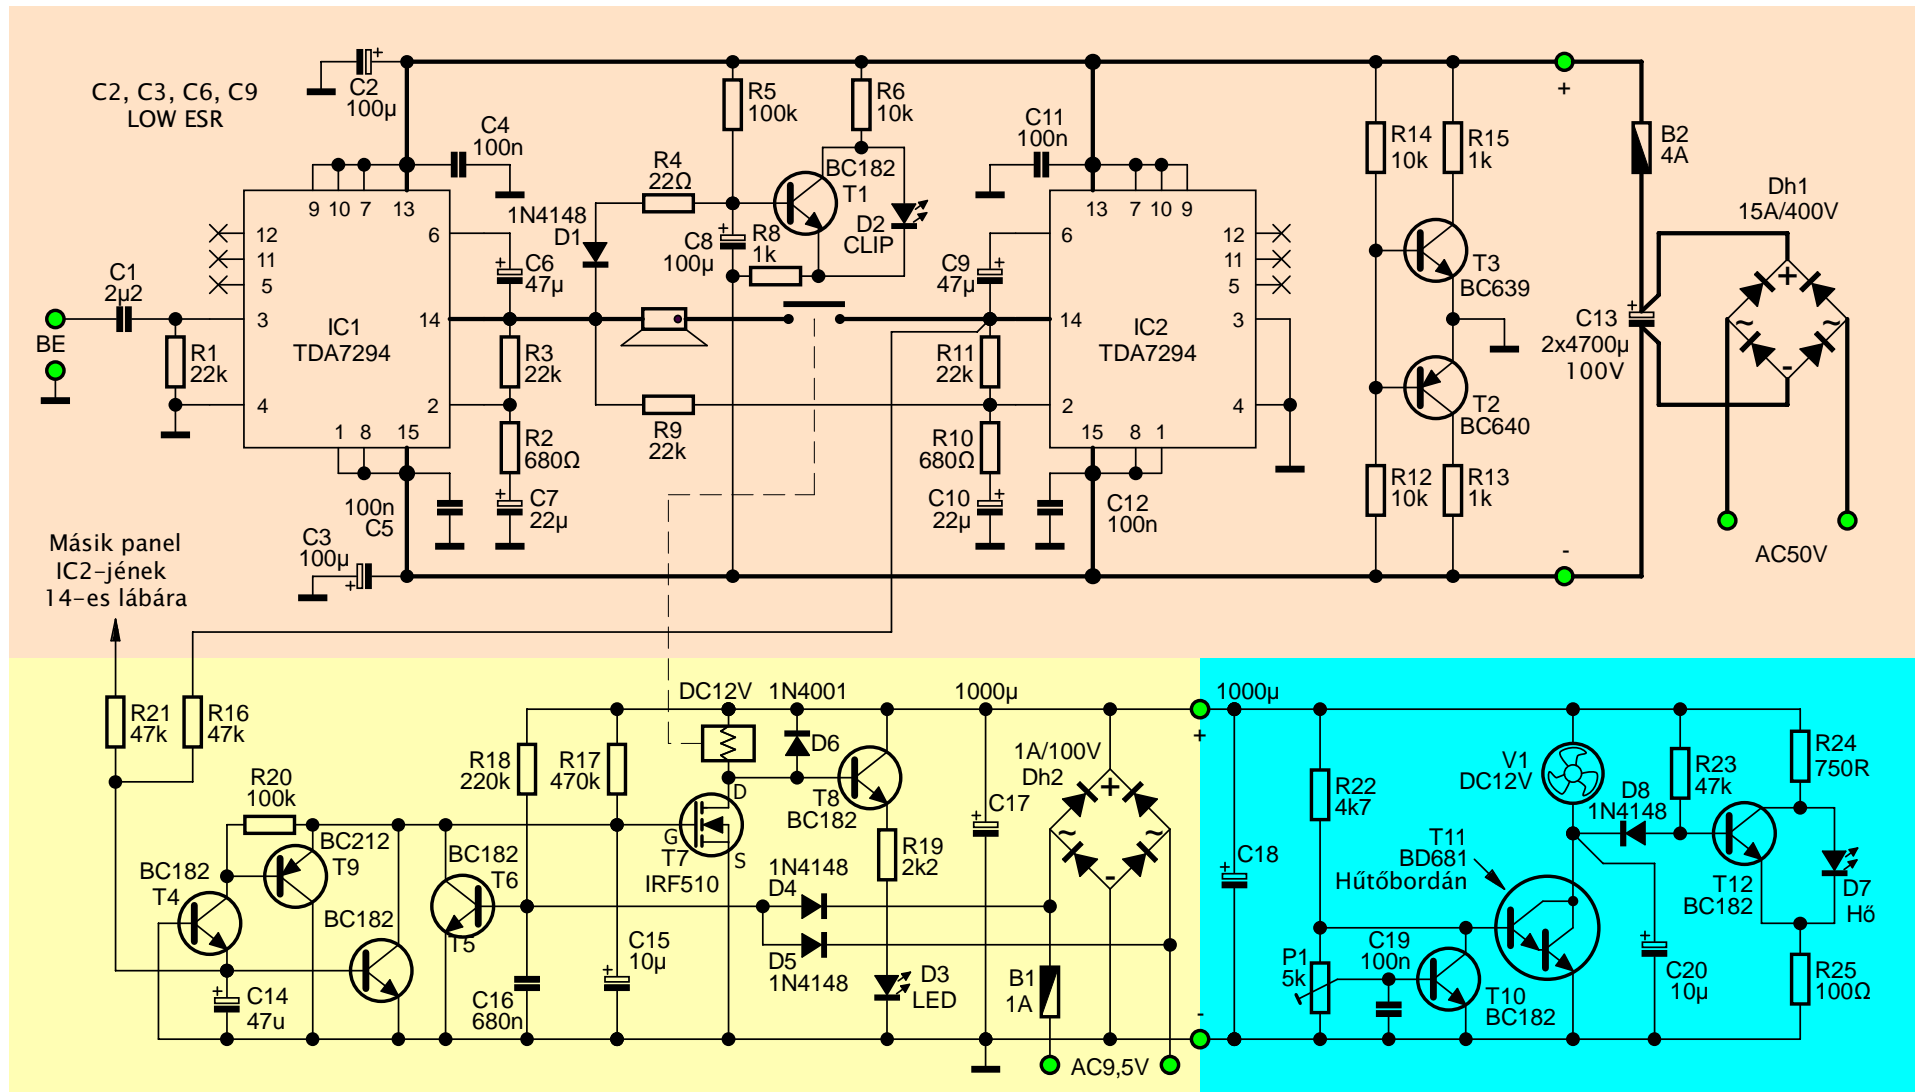 C2, C3, C6, C9
LOW ESR
+
C2
100µ
C4
100n
R5
100k
R6
10k
C11
100n
R14
10k
R15
1k
+
B2
4A
Dh1
15A/400V
R4
22Ω
BC182
T1
1N4148
D1
9 10 7 13
13 7 10 9
12
11
5
6
3
14
4
2
1 8 15
IC1
TDA7294
C1
2µ2
BE
R1
22k
+
C6
47µ
+
C8
100µ
R8
1k
D2
CLIP
C9
47µ
+
6
12
11
5
14
3
2
4
15 8 1
IC2
TDA7294
T3
BC639
+
C13
2x4700µ
100V
+
~ ~
-
R3
22k
R11
22k
T2
BC640
R2
680Ω
R9
22k
R10
680Ω
R12
10k
R13
1k
100n
C5
+
C7
22µ
C10
22µ
+
C12
100n
AC50V
C3
100µ
+
-
Másik panel
IC2-jének
14-es lábára
R21
47k
R16
47k
DC12V
1N4001
1000µ
+
1000µ
R18
220k
R17
470k
D6
1A/100V
Dh2
+
~ ~
-
V1
DC12V
R23
47k
R24
750R
R20
100k
D
G
S
T7
IRF510
T8
BC182
C17
+
R22
4k7
D8
1N4148
BC212
T9
BC182
T6
R19
2k2
T11
BD681
Hűtőbordán
+
C18
BC182
T4
1N4148
D4
T12
BC182
D7
Hő
BC182
T5
D5
1N4148
C15
10µ
+
C19
100n
P1
5k
+
C20
10µ
R25
100Ω
+
C14
47u
C16
680n
D3
LED
B1
1A
T10
BC182
-
AC9,5V